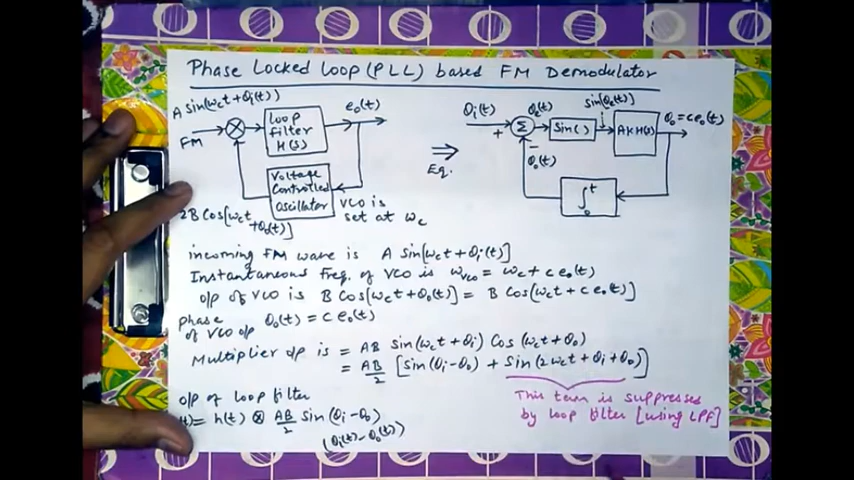 Phase Locked Loop (PLL) based FM Demodulator
A Sin(ωct + θi(t))
FM
Loop
filter
H(s)
e0(t)
Voltage
Controlled
Oscillator
VCO is
set at ωc
2B Cos[ωct
+θ0(t)]
⇒
Eq.
θi(t)
+
Σ
−
θe(t)
Sin( )
sin[θe(t)]
AKH(s)
θ̇0 = c e0(t)
θ0(t)
∫0^t
incoming FM wave is A sin[ωct + θi(t)]
Instantaneous Freq. of VCO is ωVCO = ωc + c e0(t)
o/p of VCO is B Cos[ωct + θ0(t)] = B Cos[ωct + c e0(t)]
phase
of VCO o/p θ0(t) = c e0(t)
Multiplier o/p is = AB sin(ωct + θi) Cos(ωct + θ0)
= AB/2 [sin(θi − θ0) + sin(2ωct + θi + θ0)]
This term is suppresses
by loop filter [using LPF]
o/p of loop filter
(t) = h(t) ⊗ AB/2 sin(θi − θ0)
(θi(t) − θ0(t))